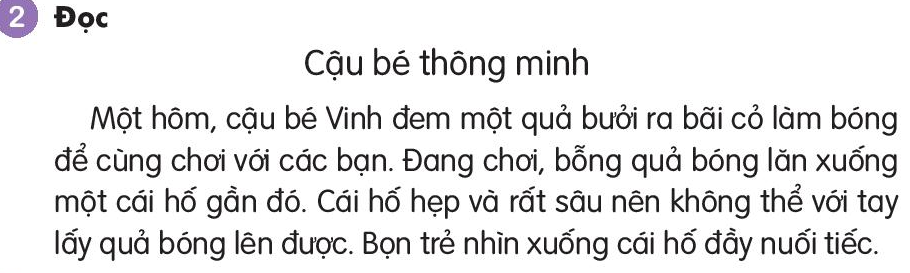 2 Đọc
Cậu bé thông minh
Một hôm, cậu bé Vinh đem một quả bưởi ra bãi cỏ làm bóng
để cùng chơi với các bạn. Đang chơi, bỗng quả bóng lăn xuống
một cái hố gần đó. Cái hố hẹp và rất sâu nên không thể với tay
lấy quả bóng lên được. Bọn trẻ nhìn xuống cái hố đầy nuối tiếc.